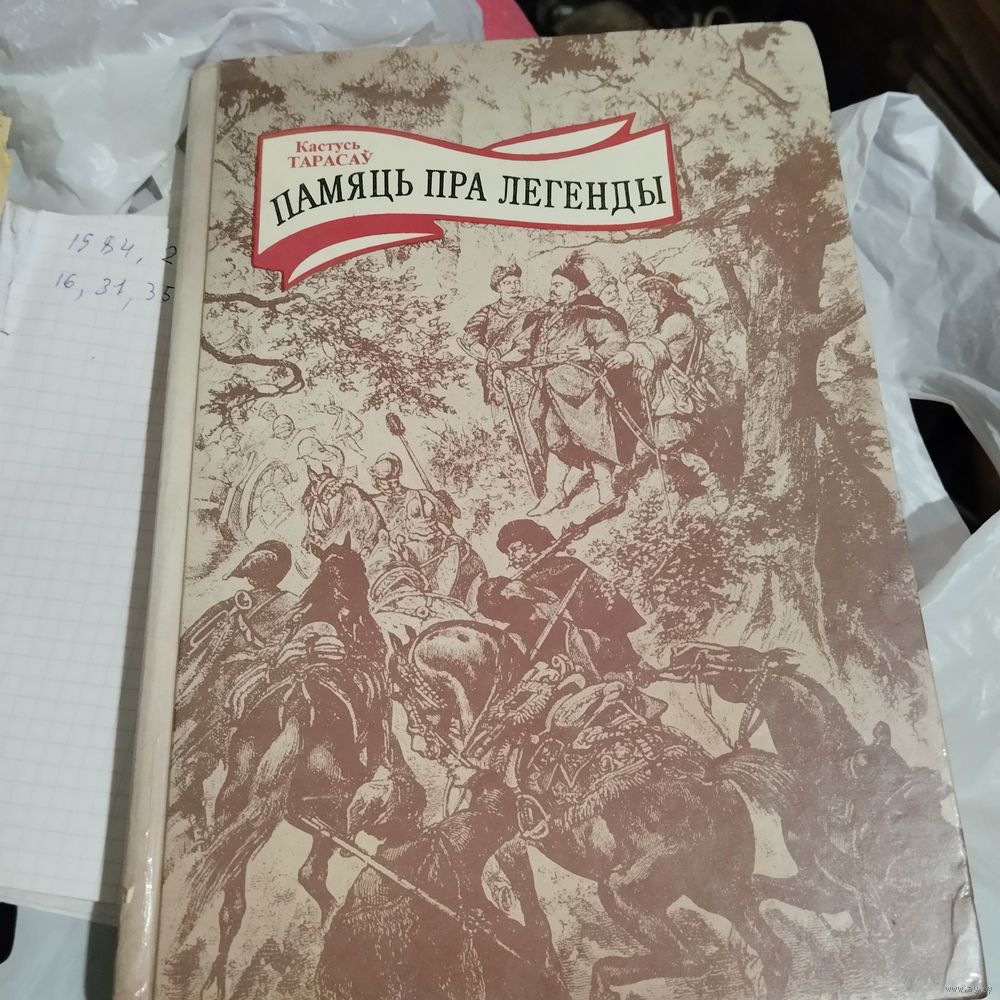 Кастусь
ТАРАСАЎ
ПАМЯЦЬ ПРА ЛЕГЕНДЫ
1984, 2
16, 31, 35